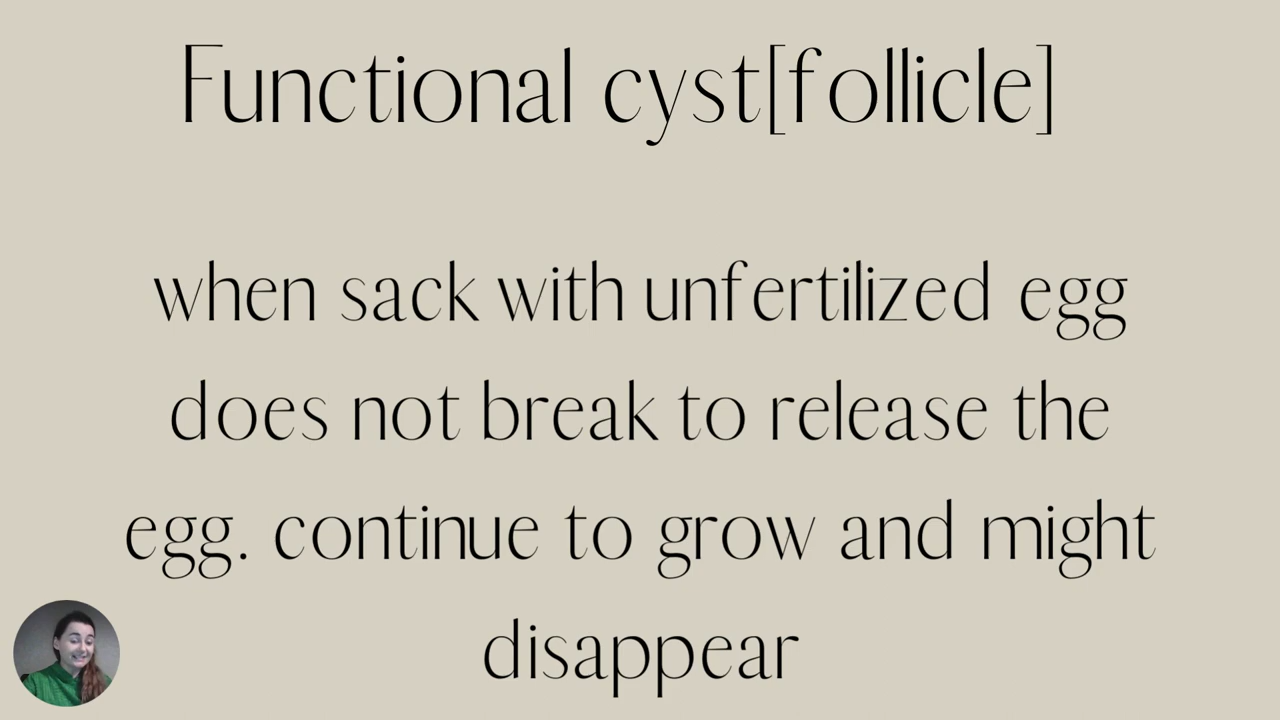 Functional cyst[follicle]
when sack with unfertilized egg
does not break to release the
egg. continue to grow and might
disappear